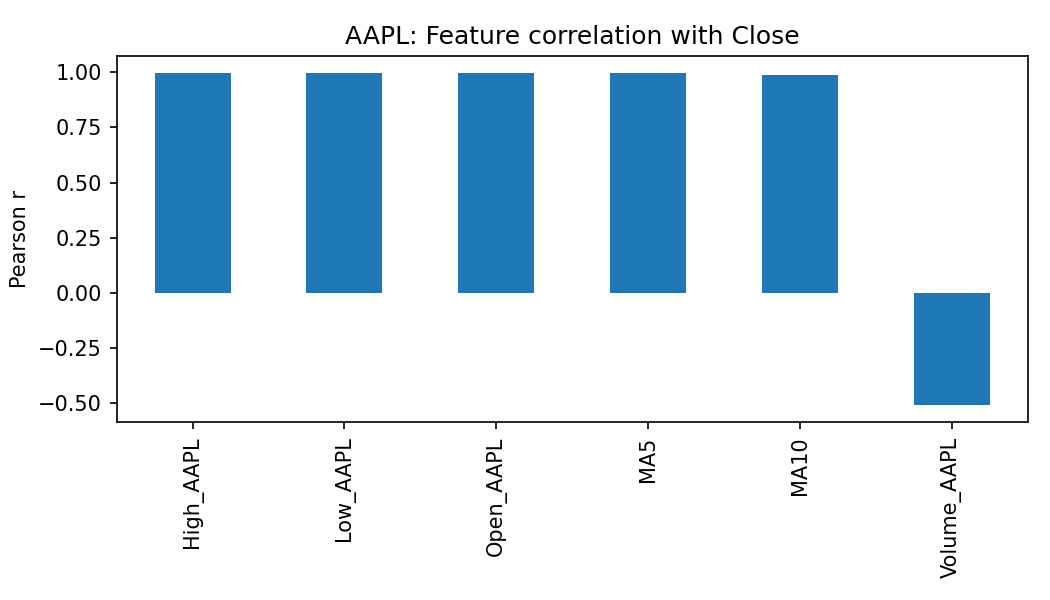 AAPL: Feature correlation with Close
Pearson r
1.00
0.75
0.50
0.25
0.00
−0.25
−0.50
High_AAPL
Low_AAPL
Open_AAPL
MA5
MA10
Volume_AAPL